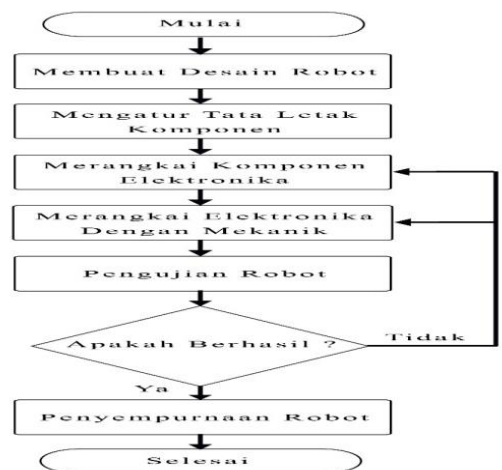 Mulai
Membuat Desain Robot
Mengatur Tata Letak
Komponen
Merangkai Komponen
Elektronika
Merangkai Elektronika
Dengan Mekanik
Pengujian Robot
Apakah Berhasil ?
Tidak
Ya
Penyempurnaan Robot
Selesai